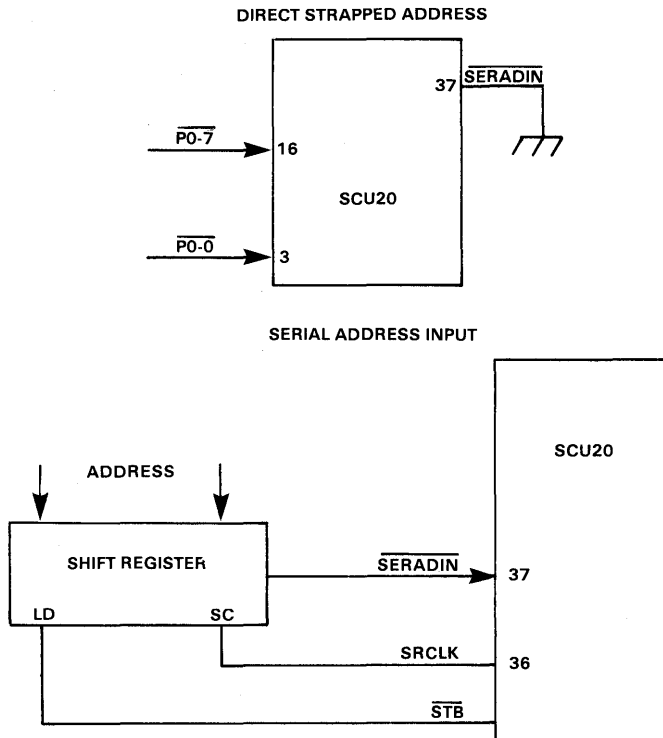 DIRECT STRAPPED ADDRESS
37 SERADIN
P0-7
16
SCU20
P0-0
3
SERIAL ADDRESS INPUT
SCU20
ADDRESS
SHIFT REGISTER
SERADIN
37
LD SC
SRCLK
36
STB